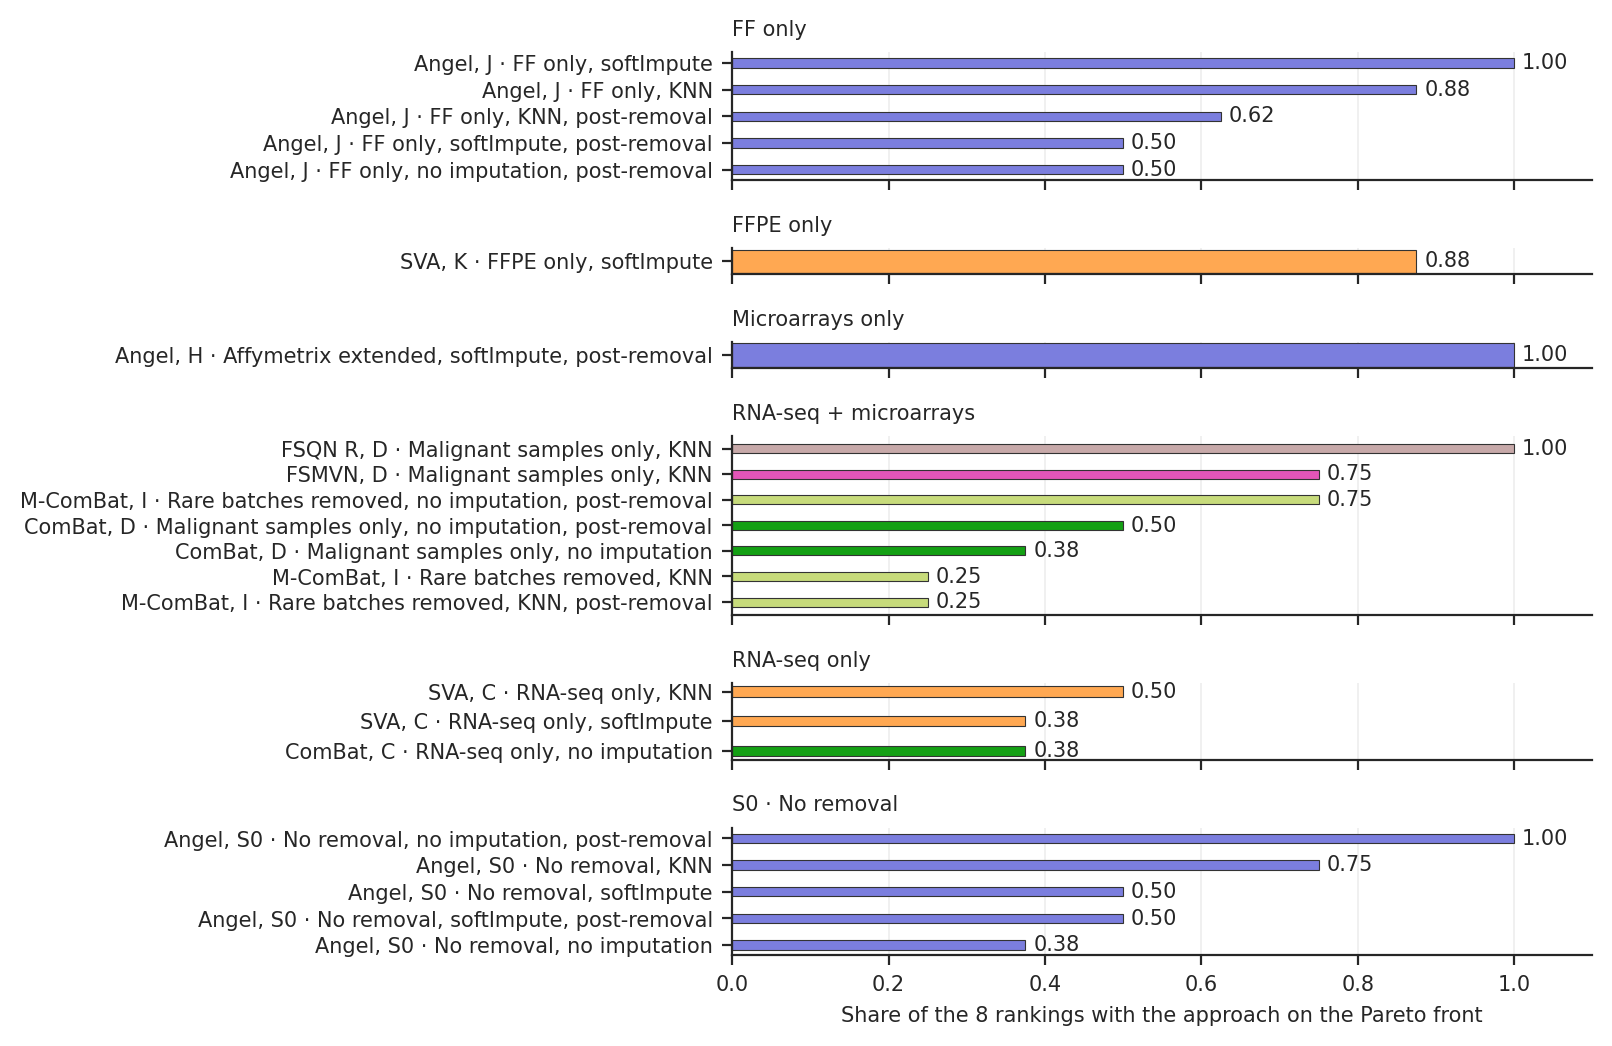 FF only
Angel, J · FF only, softImpute 1.00
Angel, J · FF only, KNN 0.88
Angel, J · FF only, KNN, post-removal 0.62
Angel, J · FF only, softImpute, post-removal 0.50
Angel, J · FF only, no imputation, post-removal 0.50
FFPE only
SVA, K · FFPE only, softImpute 0.88
Microarrays only
Angel, H · Affymetrix extended, softImpute, post-removal 1.00
RNA-seq + microarrays
FSQN R, D · Malignant samples only, KNN 1.00
FSMVN, D · Malignant samples only, KNN 0.75
M-ComBat, I · Rare batches removed, no imputation, post-removal 0.75
ComBat, D · Malignant samples only, no imputation, post-removal 0.50
ComBat, D · Malignant samples only, no imputation 0.38
M-ComBat, I · Rare batches removed, KNN 0.25
M-ComBat, I · Rare batches removed, KNN, post-removal 0.25
RNA-seq only
SVA, C · RNA-seq only, KNN 0.50
SVA, C · RNA-seq only, softImpute 0.38
ComBat, C · RNA-seq only, no imputation 0.38
S0 · No removal
Angel, S0 · No removal, no imputation, post-removal 1.00
Angel, S0 · No removal, KNN 0.75
Angel, S0 · No removal, softImpute 0.50
Angel, S0 · No removal, softImpute, post-removal 0.50
Angel, S0 · No removal, no imputation 0.38
0.0 0.2 0.4 0.6 0.8 1.0
Share of the 8 rankings with the approach on the Pareto front